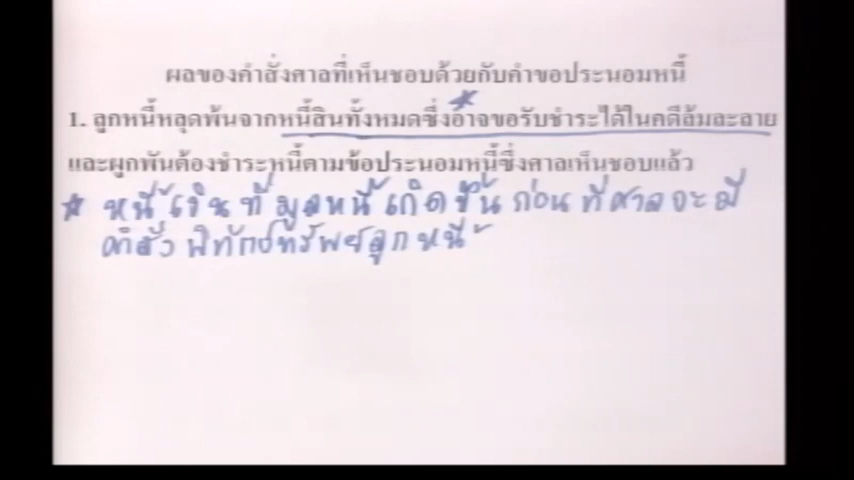 ผลของคำสั่งศาลที่เห็นชอบด้วยกับคำขอประนอมหนี้
1. ลูกหนี้หลุดพ้นจากหนี้สินทั้งหมดซึ่งอาจขอรับชำระได้ในคดีล้มละลาย
และผูกพันต้องชำระหนี้ตามข้อประนอมหนี้ซึ่งศาลเห็นชอบแล้ว
* หนี้เงินที่มูลหนี้เกิดขึ้นก่อนที่ศาลจะมี
คำสั่งพิทักษ์ทรัพย์ลูกหนี้